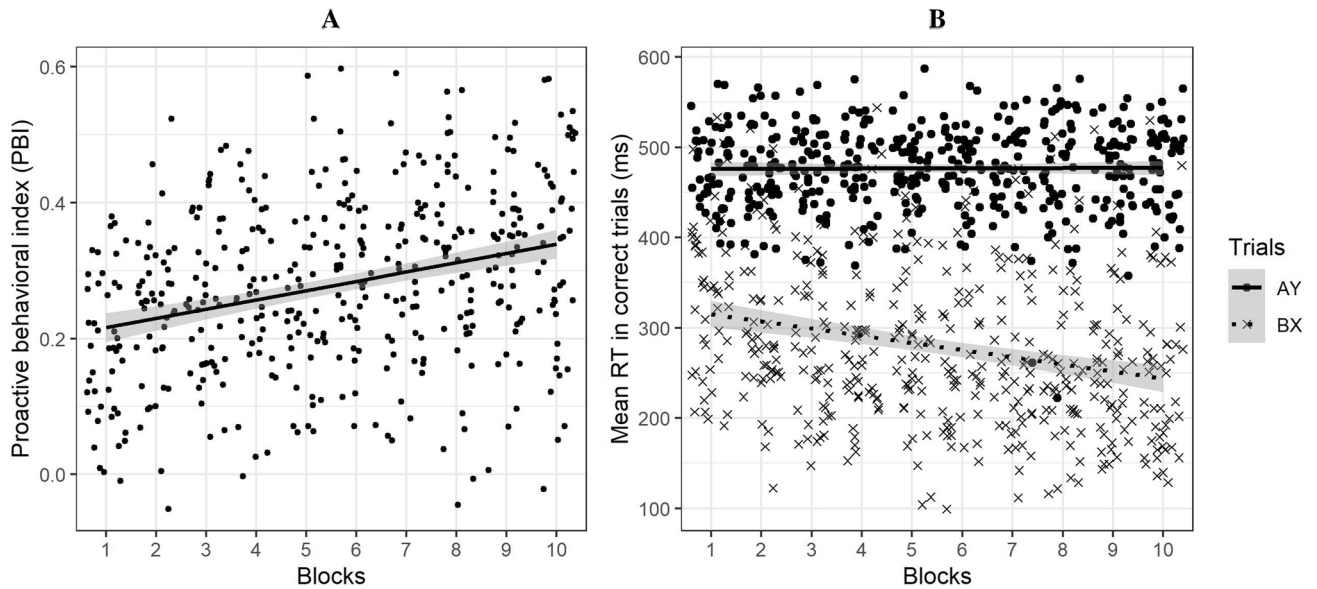 A
B
Proactive behavioral index (PBI)
0.6
0.4
0.2
0.0
1 2 3 4 5 6 7 8 9 10
Blocks
Mean RT in correct trials (ms)
600
500
400
300
200
100
1 2 3 4 5 6 7 8 9 10
Blocks
Trials
AY
BX